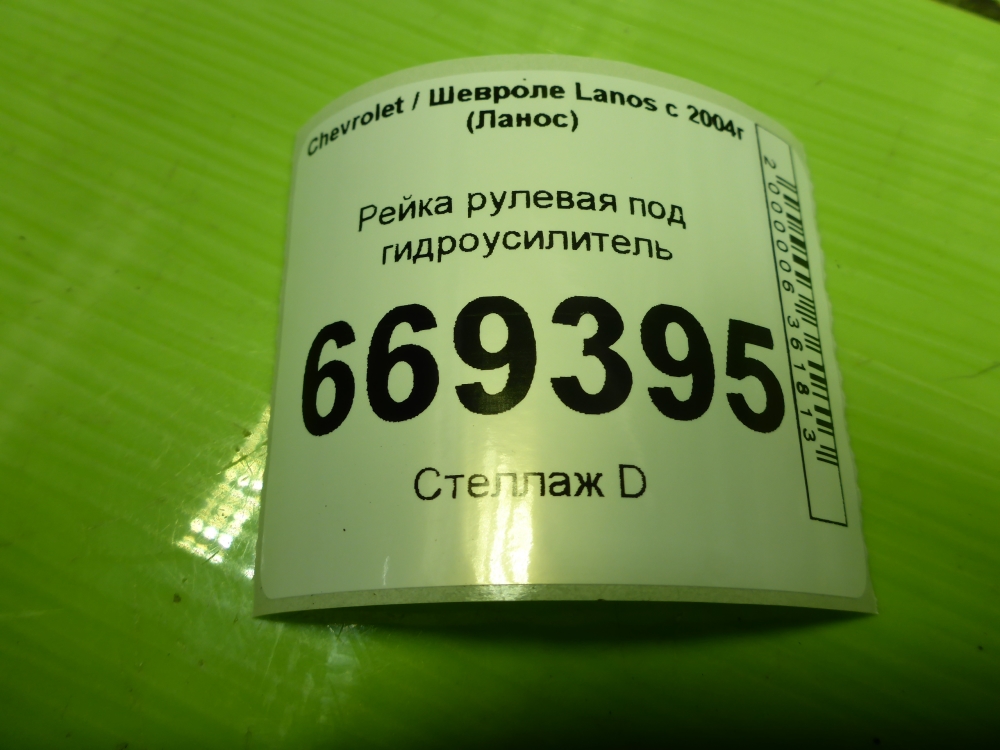 Chevrolet / Шевроле Lanos с 2004г
(Ланос)
Рейка рулевая под
гидроусилитель
669395
Стеллаж D
2000006361813